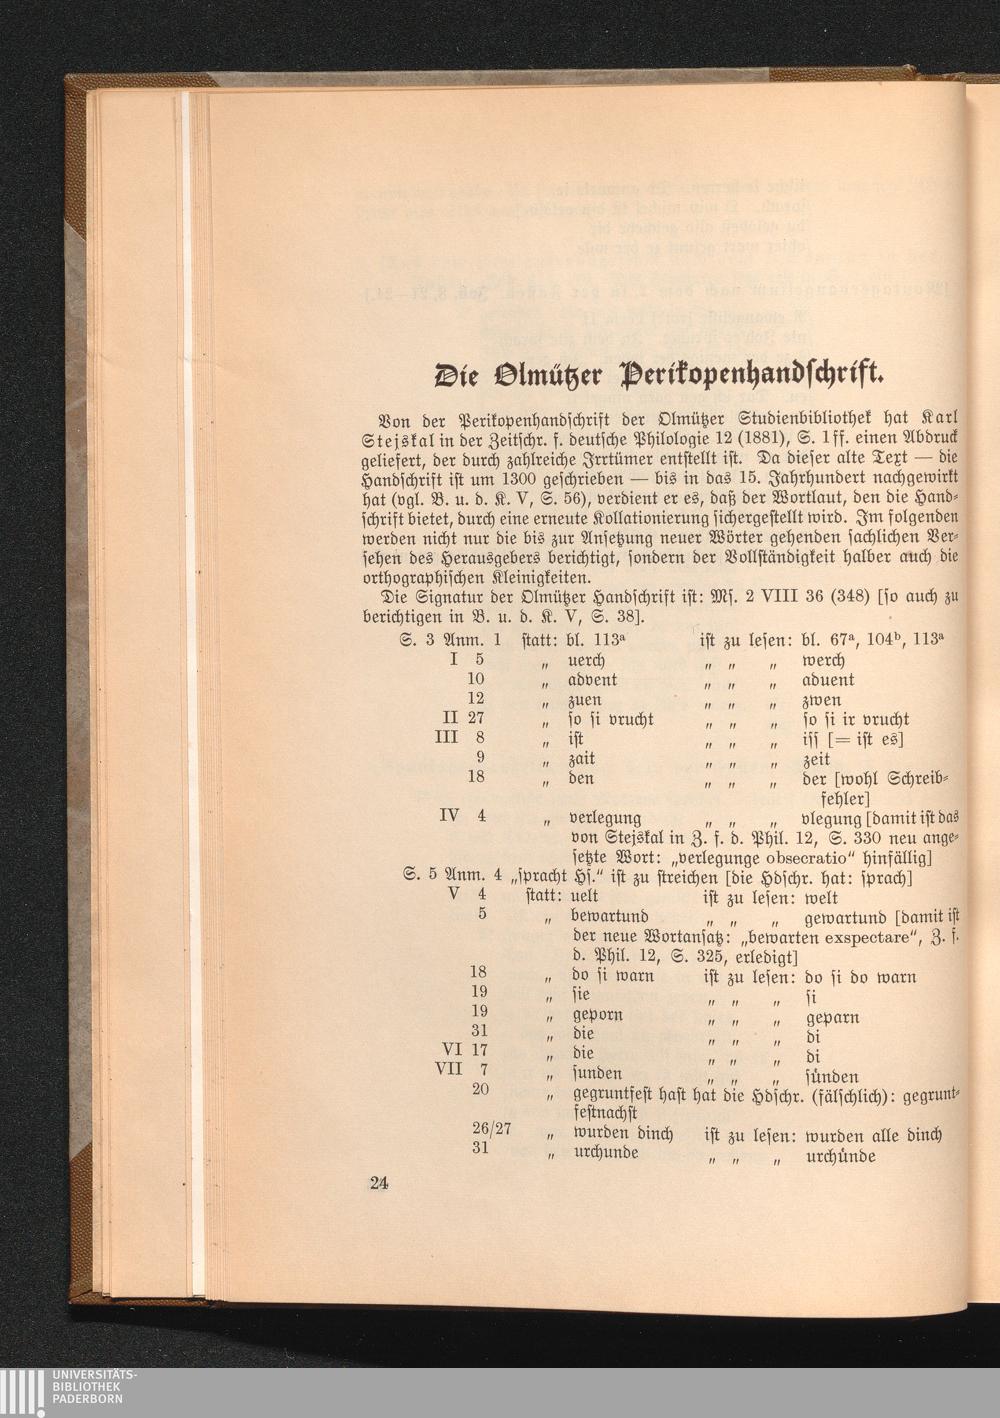 Die Olmützer Perikopenhandschrift.
Von der Perikopenhandschrift der Olmützer Studienbibliothek hat Karl
Stejskal in der Zeitschr. f. deutsche Philologie 12 (1881), S. 1ff. einen Abdruck
geliefert, der durch zahlreiche Irrtümer entstellt ist. Da dieser alte Text — die
Handschrift ist um 1300 geschrieben — bis in das 15. Jahrhundert nachgewirkt
hat (vgl. B. u. d. K. V, S. 56), verdient er es, daß der Wortlaut, den die Hand-
schrift bietet, durch eine erneute Kollationierung sichergestellt wird. Im folgenden
werden nicht nur die bis zur Ansetzung neuer Wörter gehenden sachlichen Ver-
sehen des Herausgebers berichtigt, sondern der Vollständigkeit halber auch die
orthographischen Kleinigkeiten.
Die Signatur der Olmützer Handschrift ist: Ms. 2 VIII 36 (348) [so auch zu
berichtigen in B. u. d. K. V, S. 38].
S. 3 Anm. 1 statt: bl. 113ᵃ ist zu lesen: bl. 67ᵃ, 104ᵇ, 113ᵃ
I 5 „ uerch „ „ „ werch
10 „ advent „ „ „ aduent
12 „ zuen „ „ „ zwen
II 27 „ so si vrucht „ „ „ so si ir vrucht
III 8 „ ist „ „ „ iss [= ist es]
9 „ zait „ „ „ zeit
18 „ den „ „ „ der [wohl Schreib-
fehler]
IV 4 „ verlegung „ „ „ vlegung [damit ist das
von Stejskal in Z. f. d. Phil. 12, S. 330 neu ange-
setzte Wort: „verlegunge obsecratio“ hinfällig]
S. 5 Anm. 4 „spracht Hs.“ ist zu streichen [die Hdschr. hat: sprach]
V 4 statt: uelt ist zu lesen: welt
5 „ bewartund „ „ „ gewartund [damit ist
der neue Wortansatz: „bewarten exspectare“, Z. f.
d. Phil. 12, S. 325, erledigt]
18 „ do si warn ist zu lesen: do si do warn
19 „ sie „ „ „ si
19 „ geporn „ „ „ geparn
31 „ die „ „ „ di
VI 17 „ die „ „ „ di
VII 7 „ sunden „ „ „ sůnden
20 „ gegruntfest hast hat die Hdschr. (fälschlich): gegrunt-
festnachst
26/27 „ wurden dinch ist zu lesen: wurden alle dinch
31 „ urchunde „ „ „ urchůnde
24
UNIVERSITÄTS-
BIBLIOTHEK
PADERBORN